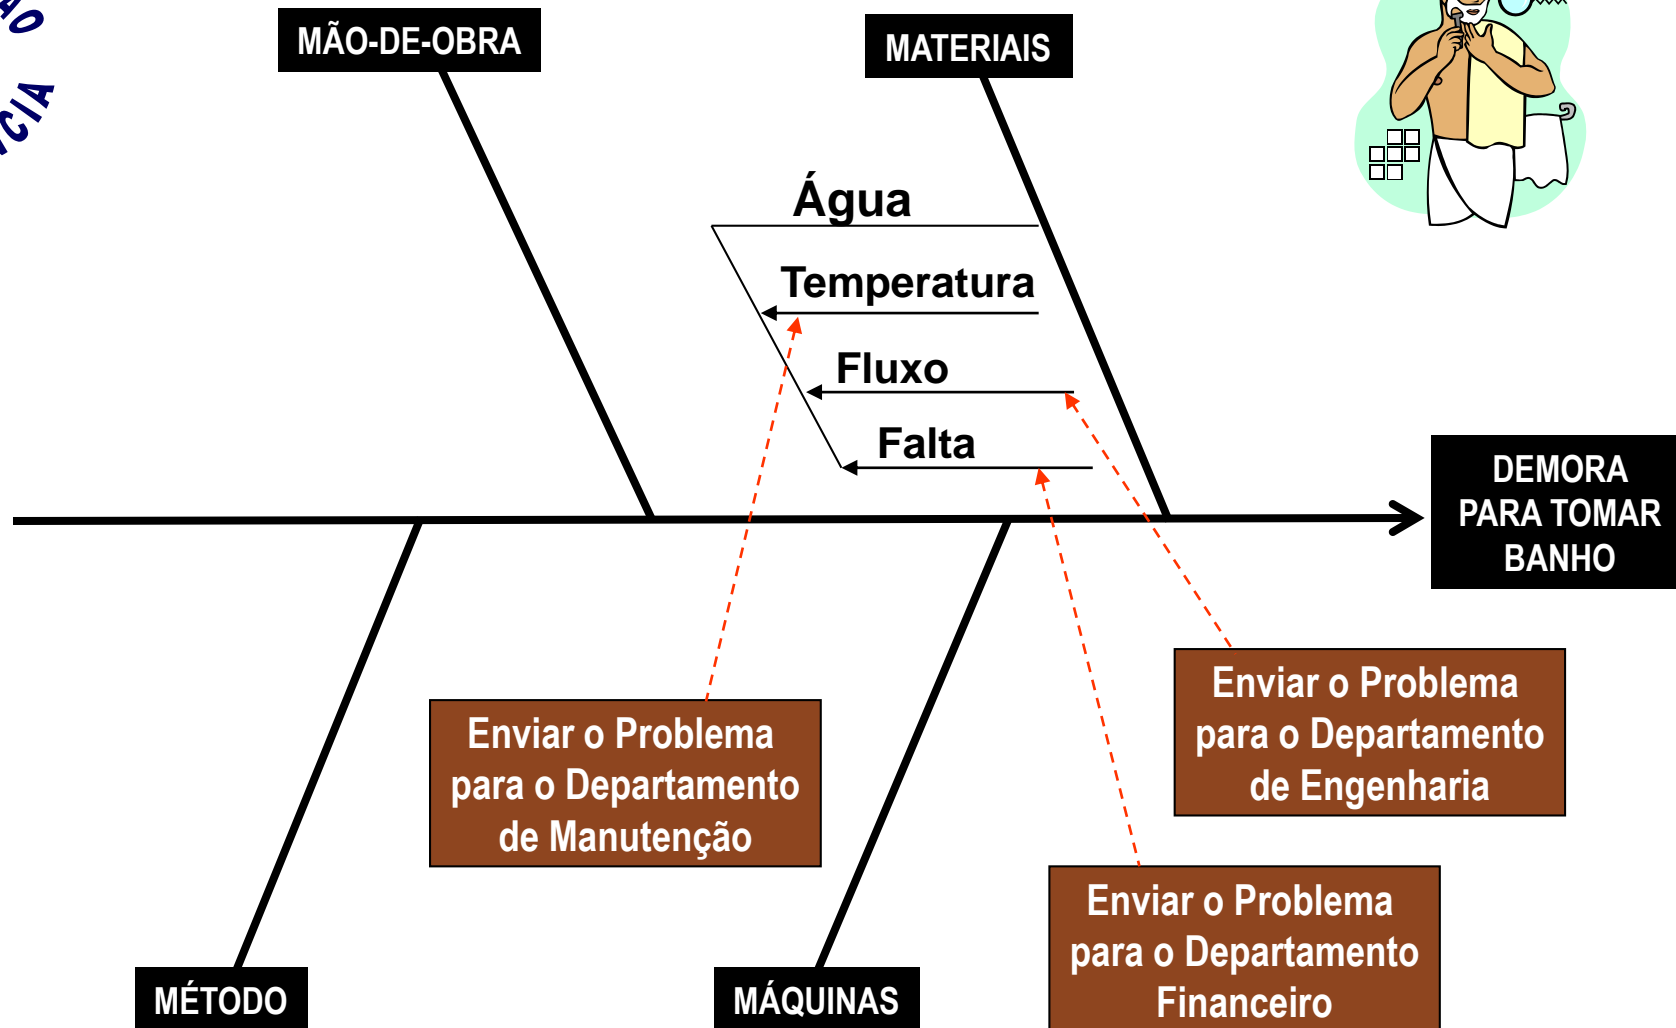 MÃO-DE-OBRA
MATERIAIS
Água
Temperatura
Fluxo
Falta
DEMORA
PARA TOMAR
BANHO
Enviar o Problema
para o Departamento
de Engenharia
Enviar o Problema
para o Departamento
de Manutenção
Enviar o Problema
para o Departamento
Financeiro
MÉTODO
MÁQUINAS